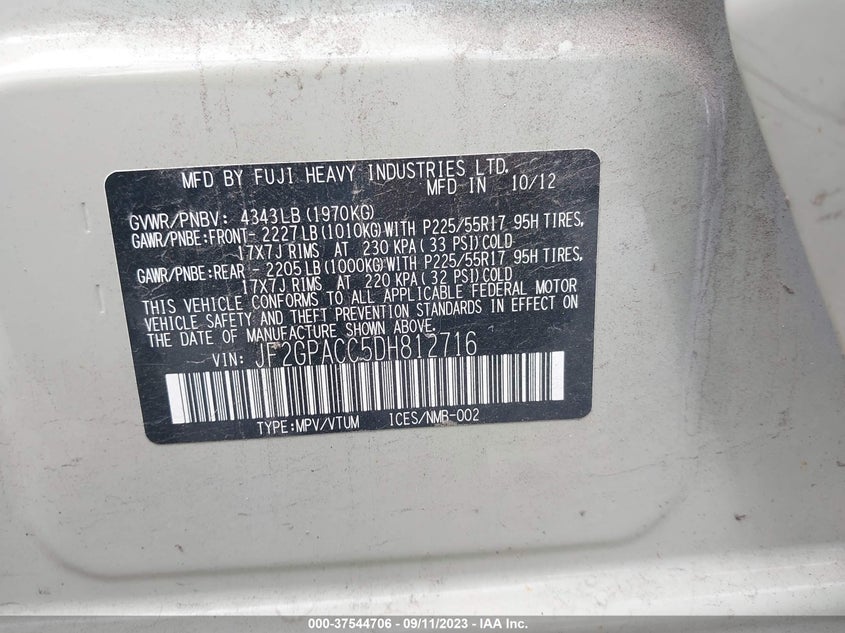 MFD BY FUJI HEAVY INDUSTRIES LTD.
MFD IN 10/12
GVWR/PNBV: 4343LB(1970KG)
GAWR/PNBE:FRONT-2227LB(1010KG)WITH P225/55R17 95H TIRES,
17X7J RIMS AT 230 KPA(33 PSI)COLD
GAWR/PNBE:REAR -2205LB(1000KG)WITH P225/55R17 95H TIRES,
17X7J RIMS AT 220 KPA(32 PSI)COLD
THIS VEHICLE CONFORMS TO ALL APPLICABLE FEDERAL MOTOR
VEHICLE SAFETY AND THEFT PREVENTION STANDARDS IN EFFECT ON
THE DATE OF MANUFACTURE SHOWN ABOVE.
VIN: JF2GPACC5DH812716
TYPE:MPV/VTUM ICES/NMB-002
000-37544706 - 09/11/2023 - IAA Inc.